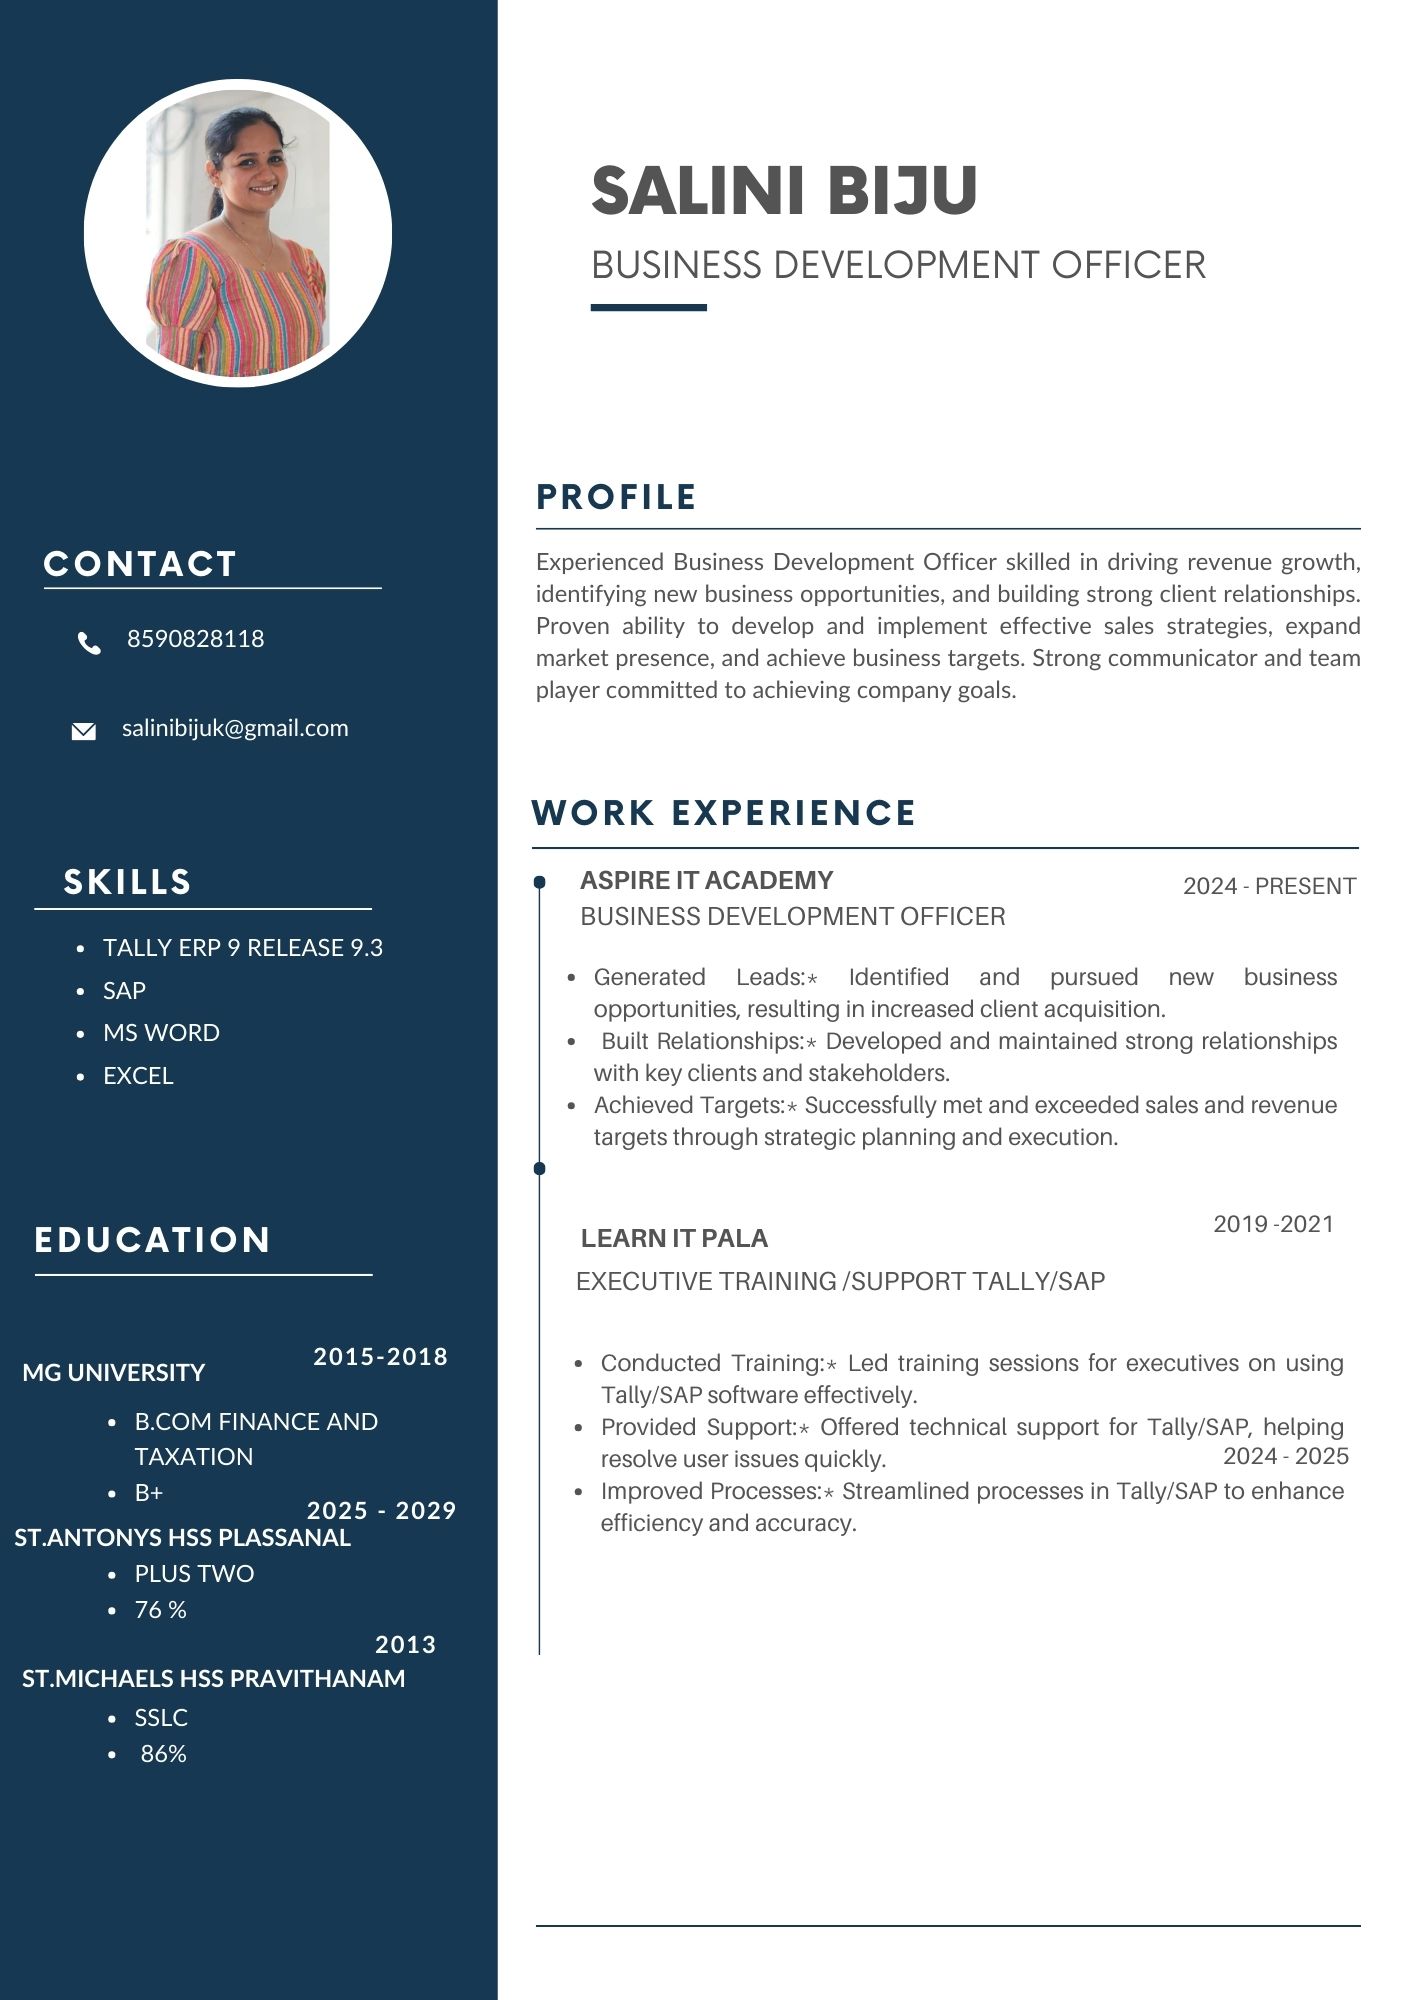 SALINI BIJU
BUSINESS DEVELOPMENT OFFICER
CONTACT
8590828118
salinibijuk@gmail.com
SKILLS
• TALLY ERP 9 RELEASE 9.3
• SAP
• MS WORD
• EXCEL
EDUCATION
2015-2018
MG UNIVERSITY
• B.COM FINANCE AND
TAXATION
• B+
2025 - 2029
ST.ANTONYS HSS PLASSANAL
• PLUS TWO
• 76 %
2013
ST.MICHAELS HSS PRAVITHANAM
• SSLC
• 86%
PROFILE
Experienced Business Development Officer skilled in driving revenue growth,
identifying new business opportunities, and building strong client relationships.
Proven ability to develop and implement effective sales strategies, expand
market presence, and achieve business targets. Strong communicator and team
player committed to achieving company goals.
WORK EXPERIENCE
ASPIRE IT ACADEMY
2024 - PRESENT
BUSINESS DEVELOPMENT OFFICER
• Generated Leads:* Identified and pursued new business
opportunities, resulting in increased client acquisition.
• Built Relationships:* Developed and maintained strong relationships
with key clients and stakeholders.
• Achieved Targets:* Successfully met and exceeded sales and revenue
targets through strategic planning and execution.
2019 -2021
LEARN IT PALA
EXECUTIVE TRAINING /SUPPORT TALLY/SAP
• Conducted Training:* Led training sessions for executives on using
Tally/SAP software effectively.
• Provided Support:* Offered technical support for Tally/SAP, helping
resolve user issues quickly.
2024 - 2025
• Improved Processes:* Streamlined processes in Tally/SAP to enhance
efficiency and accuracy.